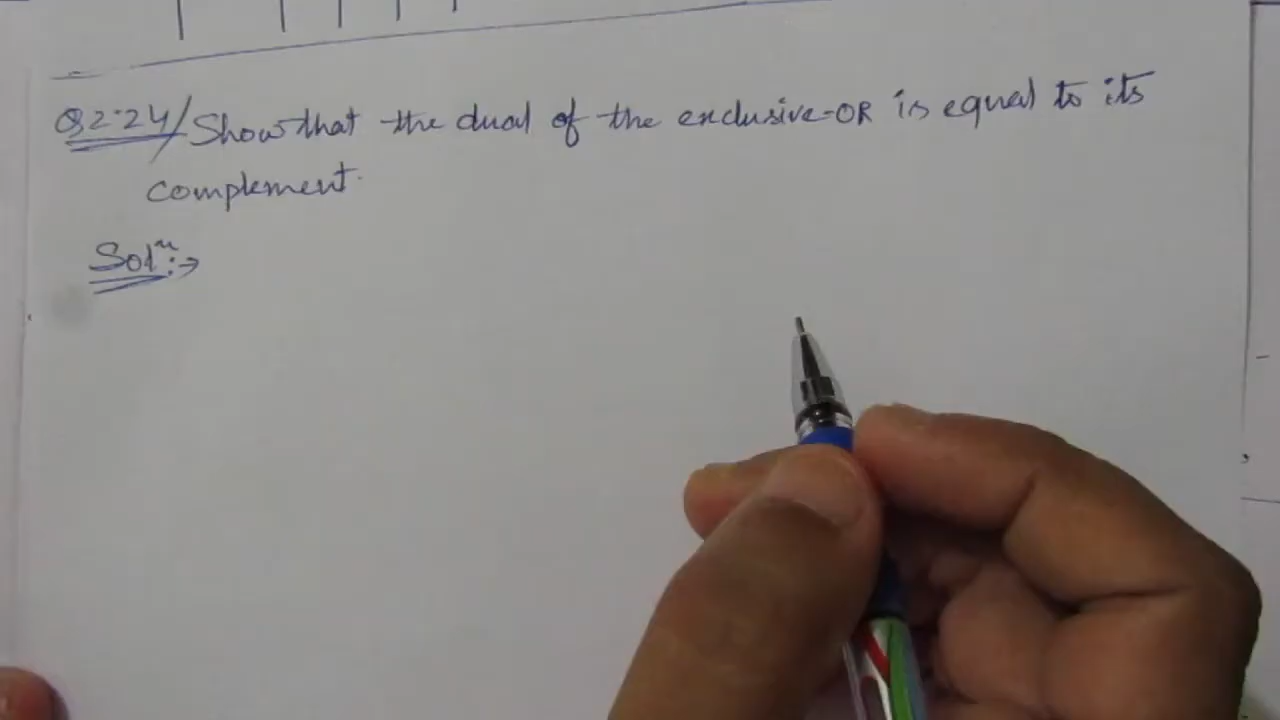 Q2.24/ Show that the dual of the exclusive-OR is equal to its
complement.
Solⁿ:→